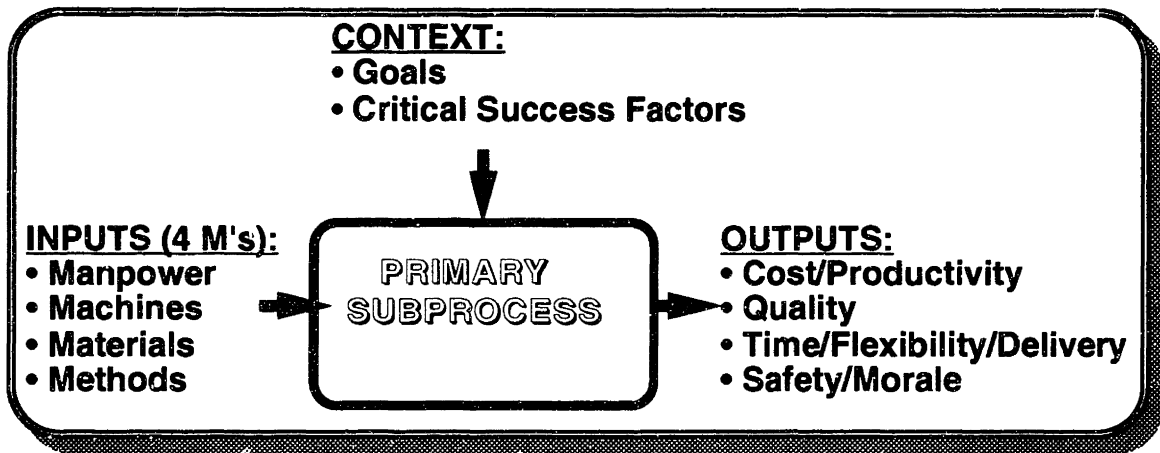 CONTEXT:
• Goals
• Critical Success Factors
INPUTS (4 M's):
• Manpower
• Machines
• Materials
• Methods
PRIMARY
SUBPROCESS
OUTPUTS:
• Cost/Productivity
• Quality
• Time/Flexibility/Delivery
• Safety/Morale